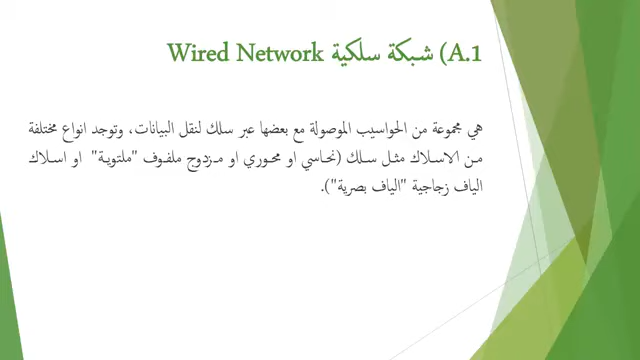 A.1) شبكة سلكية Wired Network
هي مجموعة من الحواسيب الموصولة مع بعضها عبر سلك لنقل البيانات، وتوجد انواع مختلفة
من الاسلاك مثل سلك (نحاسي او محوري او مزدوج ملفوف "ملتوية" او اسلاك
الياف زجاجية "الياف بصرية").